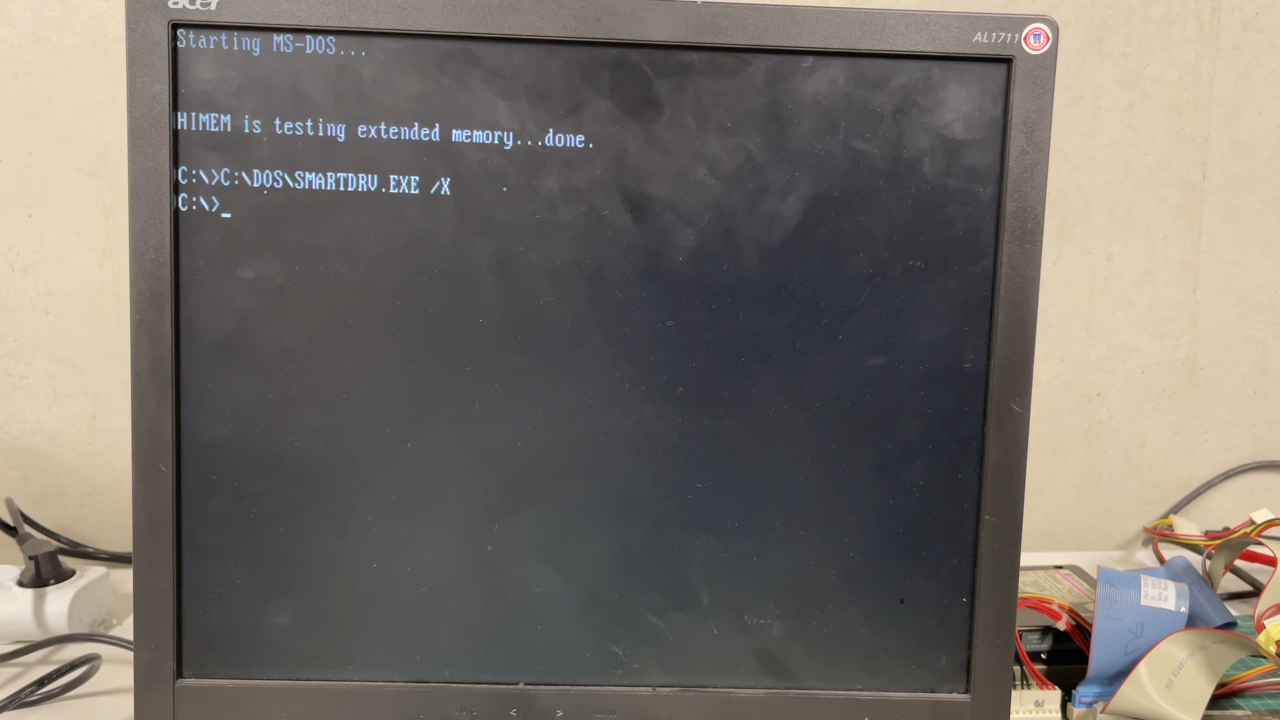 acer
AL1711
Starting MS-DOS...
HIMEM is testing extended memory...done.
C:\>C:\DOS\SMARTDRV.EXE /X
C:\>_
< >